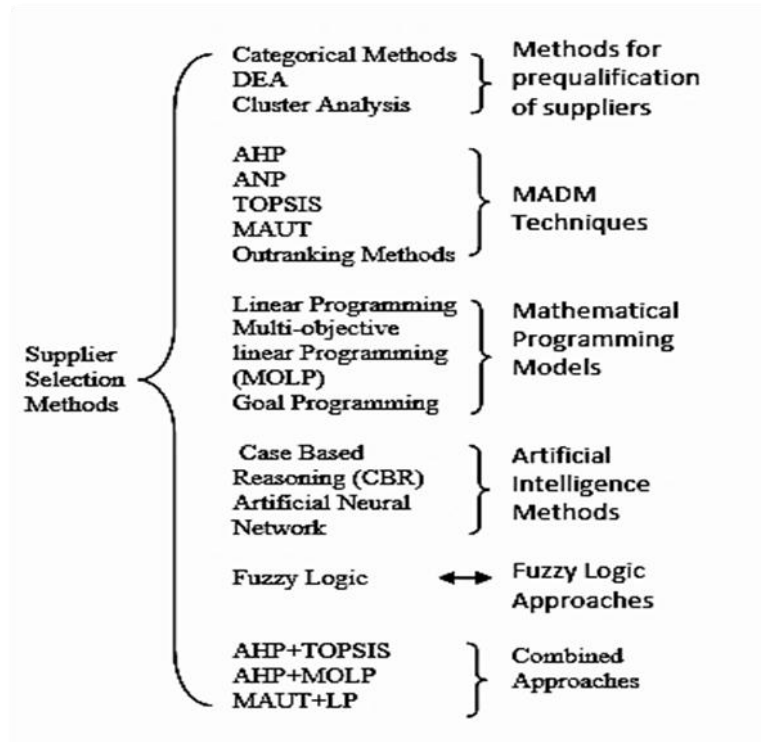 Supplier
Selection
Methods
Categorical Methods
DEA
Cluster Analysis
Methods for
prequalification
of suppliers
AHP
ANP
TOPSIS
MAUT
Outranking Methods
MADM
Techniques
Linear Programming
Multi-objective
linear Programming
(MOLP)
Goal Programming
Mathematical
Programming
Models
Case Based
Reasoning (CBR)
Artificial Neural
Network
Artificial
Intelligence
Methods
Fuzzy Logic
Fuzzy Logic
Approaches
AHP+TOPSIS
AHP+MOLP
MAUT+LP
Combined
Approaches